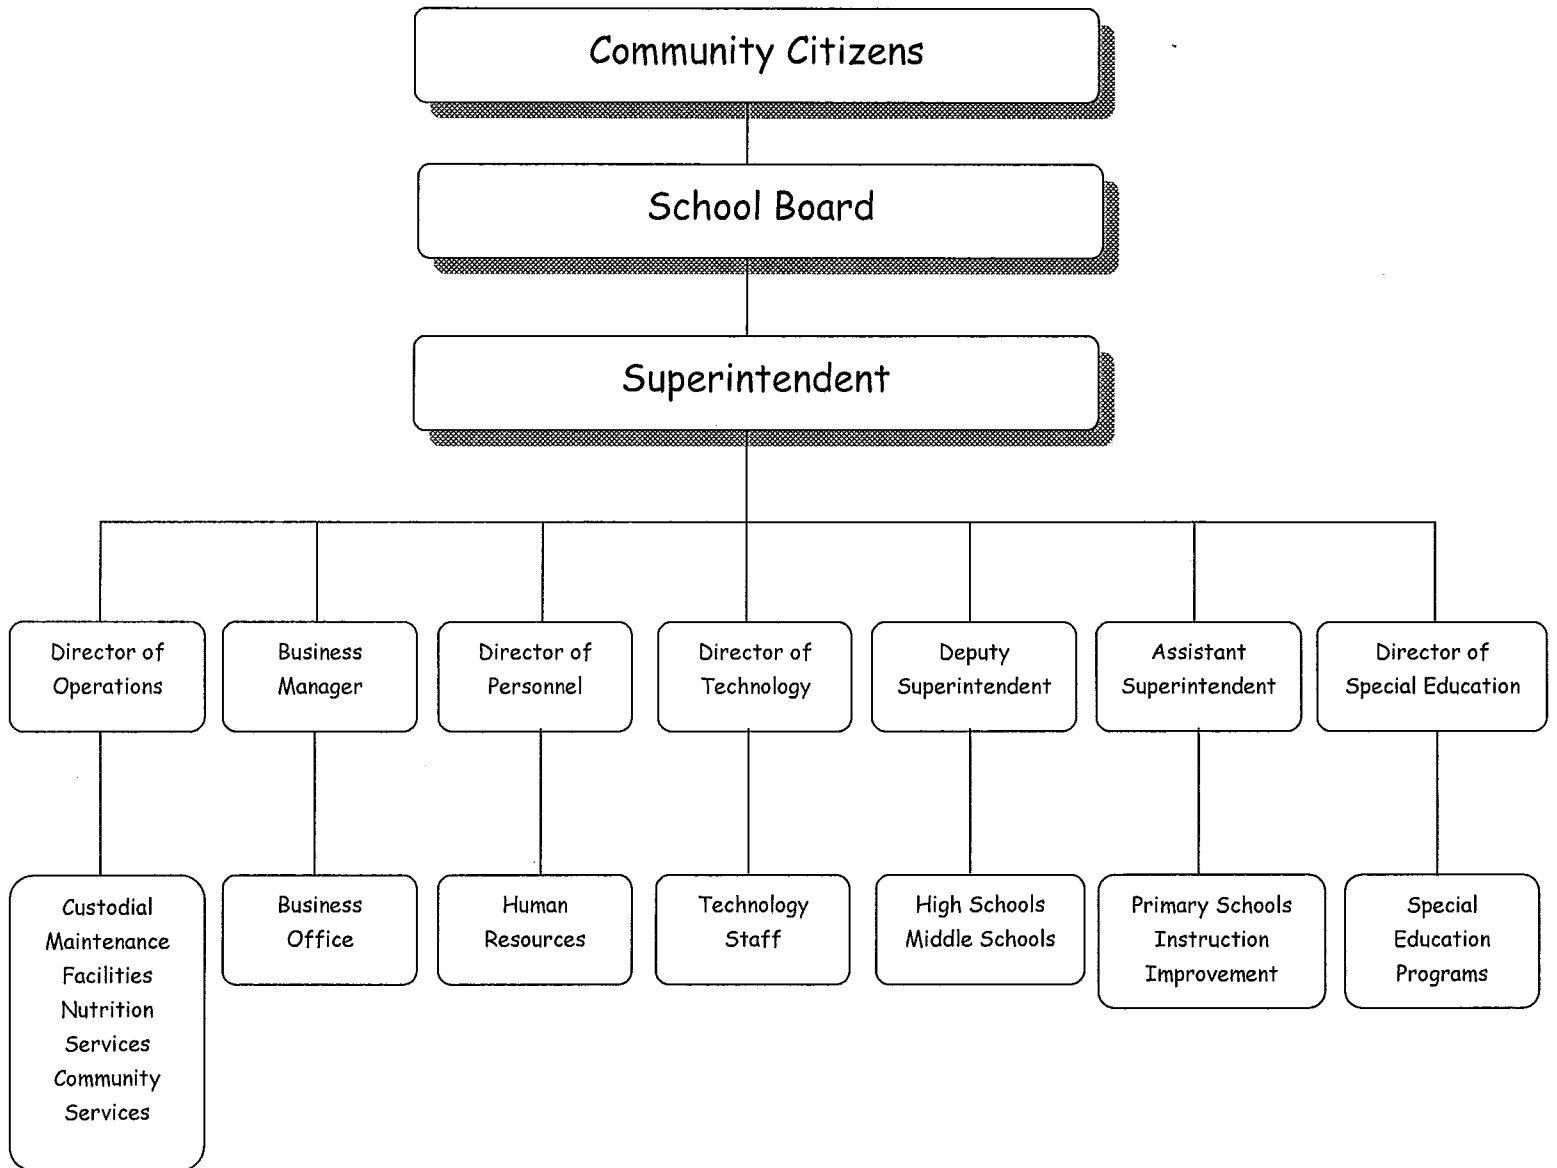 Community Citizens
School Board
Superintendent
Director of
Operations
Business
Manager
Director of
Personnel
Director of
Technology
Deputy
Superintendent
Assistant
Superintendent
Director of
Special Education
Custodial
Maintenance
Facilities
Nutrition
Services
Community
Services
Business
Office
Human
Resources
Technology
Staff
High Schools
Middle Schools
Primary Schools
Instruction
Improvement
Special
Education
Programs